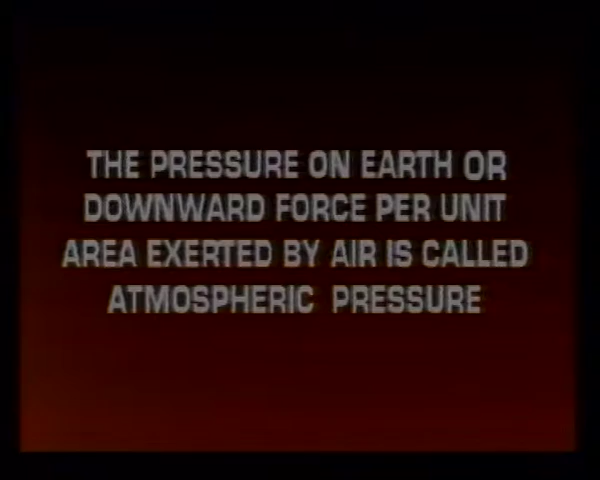 THE PRESSURE ON EARTH OR
DOWNWARD FORCE PER UNIT
AREA EXERTED BY AIR IS CALLED
ATMOSPHERIC PRESSURE